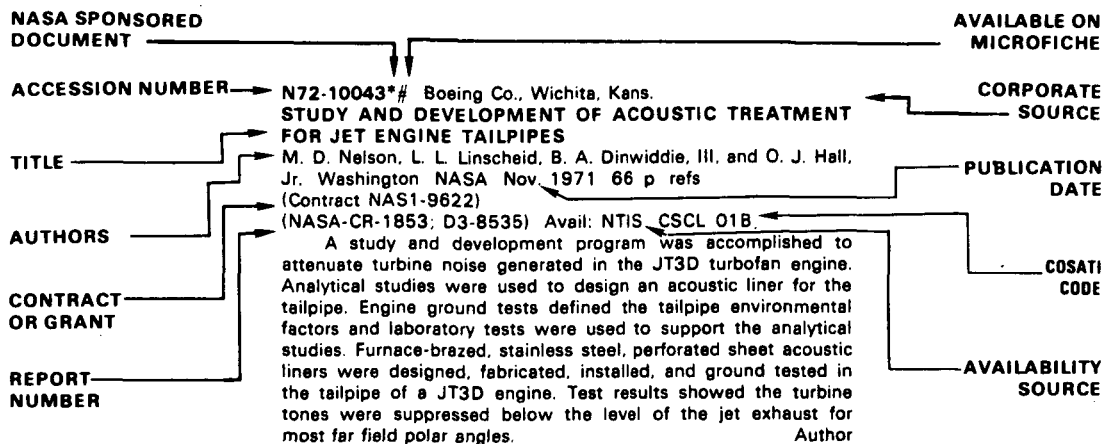 NASA SPONSORED
DOCUMENT
AVAILABLE ON
MICROFICHE
ACCESSION NUMBER
N72-10043*# Boeing Co., Wichita, Kans.
CORPORATE
SOURCE
STUDY AND DEVELOPMENT OF ACOUSTIC TREATMENT
FOR JET ENGINE TAILPIPES
TITLE
M. D. Nelson, L. L. Linscheid, B. A. Dinwiddie, III, and O. J. Hall,
Jr. Washington NASA Nov. 1971 66 p refs
PUBLICATION
DATE
(Contract NAS1-9622)
(NASA-CR-1853; D3-8535) Avail: NTIS CSCL 01B
AUTHORS
A study and development program was accomplished to
attenuate turbine noise generated in the JT3D turbofan engine.
Analytical studies were used to design an acoustic liner for the
tailpipe. Engine ground tests defined the tailpipe environmental
factors and laboratory tests were used to support the analytical
studies. Furnace-brazed, stainless steel, perforated sheet acoustic
liners were designed, fabricated, installed, and ground tested in
the tailpipe of a JT3D engine. Test results showed the turbine
tones were suppressed below the level of the jet exhaust for
most far field polar angles. Author
COSATI
CODE
CONTRACT
OR GRANT
AVAILABILITY
SOURCE
REPORT
NUMBER